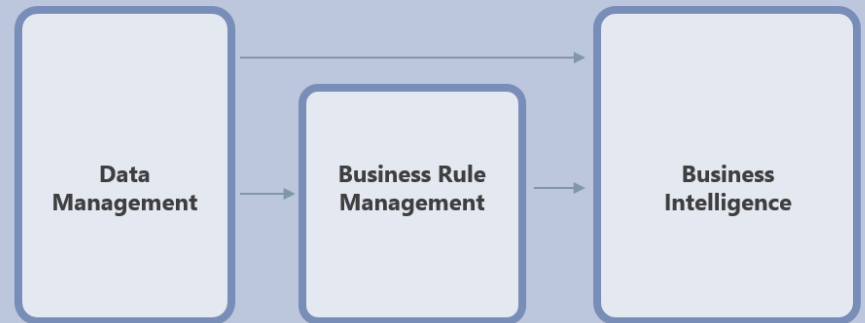 Data
Management
Business Rule
Management
Business
Intelligence